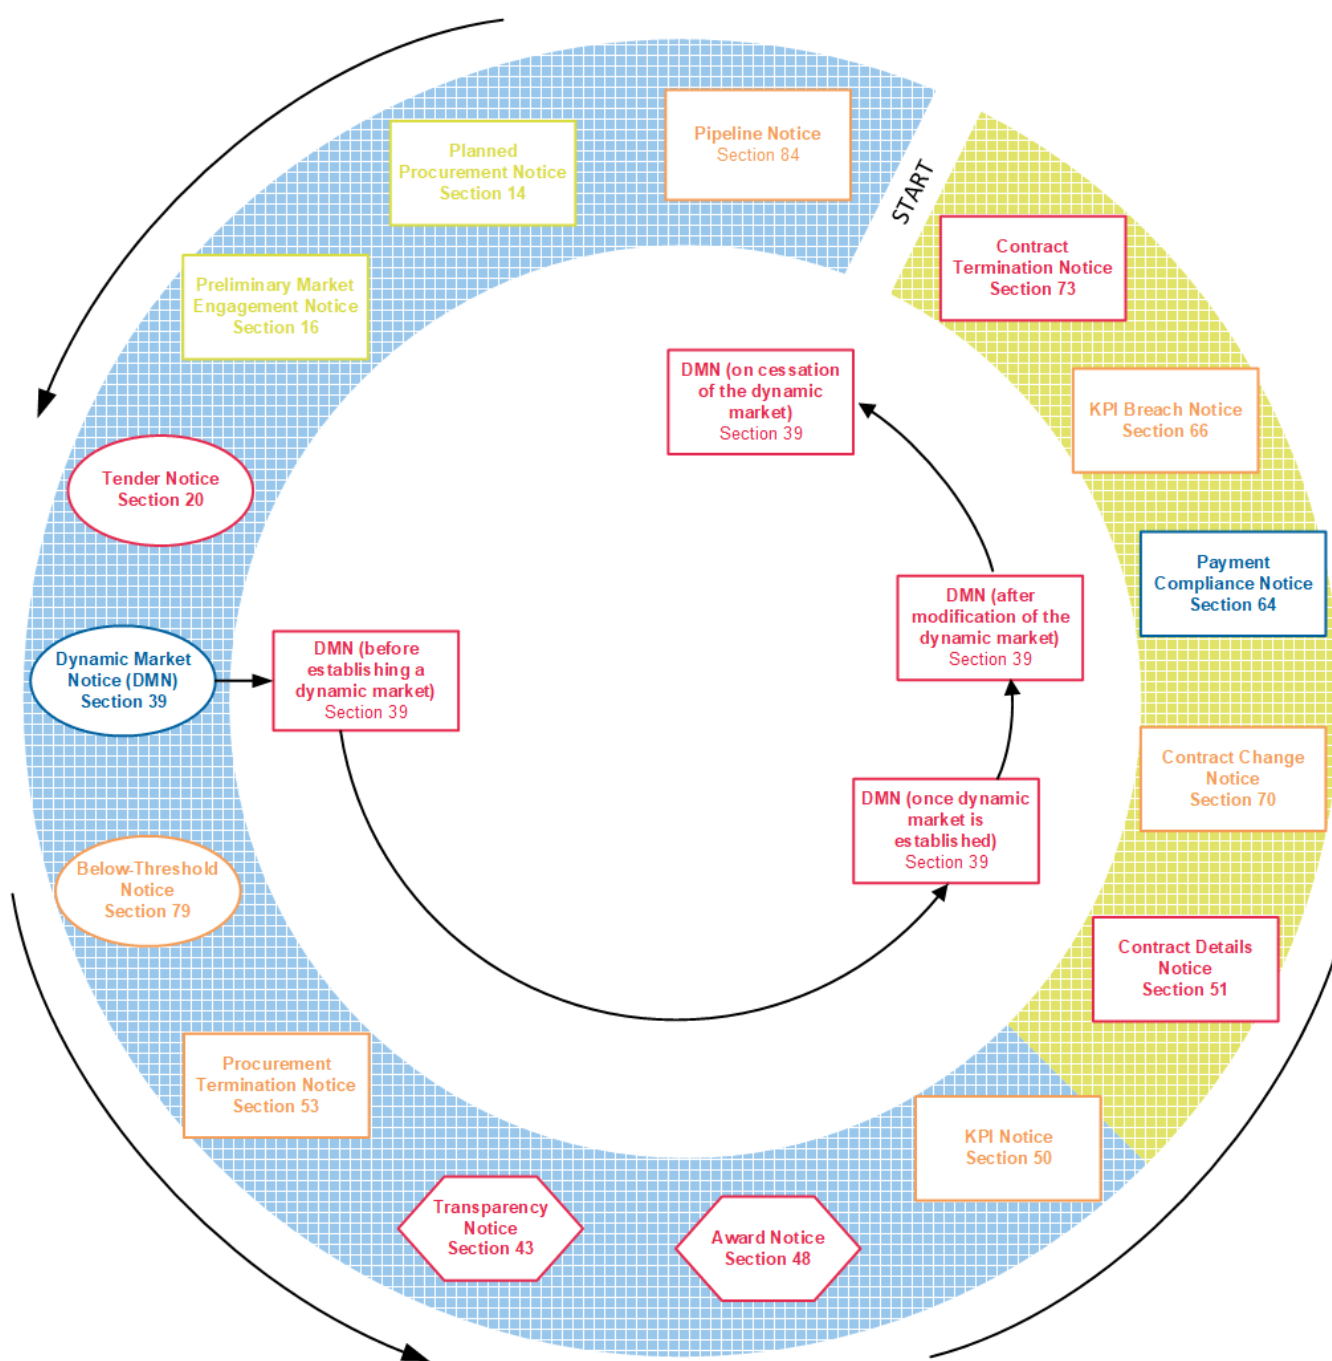 START
Pipeline Notice
Section 84
Planned
Procurement Notice
Section 14
Preliminary Market
Engagement Notice
Section 16
Tender Notice
Section 20
Dynamic Market
Notice (DMN)
Section 39
DMN (before
establishing a
dynamic market)
Section 39
DMN (once dynamic
market is
established)
Section 39
DMN (after
modification of the
dynamic market)
Section 39
DMN (on cessation
of the dynamic
market)
Section 39
Below-Threshold
Notice
Section 79
Procurement
Termination Notice
Section 53
Transparency
Notice
Section 43
Award Notice
Section 48
KPI Notice
Section 50
Contract Details
Notice
Section 51
Contract Change
Notice
Section 70
Payment
Compliance Notice
Section 64
KPI Breach Notice
Section 66
Contract
Termination Notice
Section 73